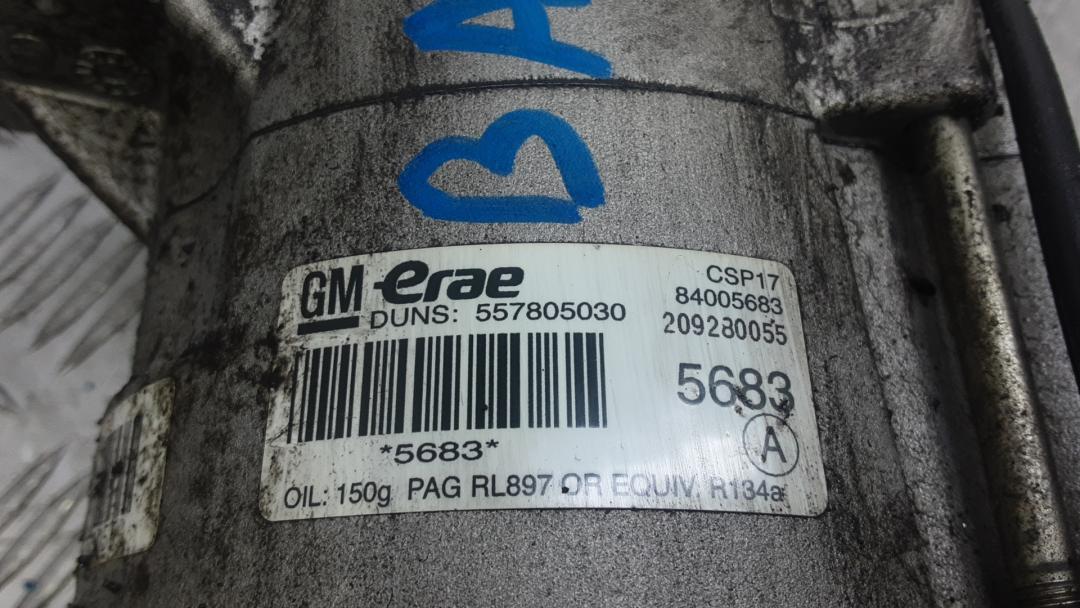 BA
GM erae
CSP17
DUNS: 557805030
84005683
209280055
5683
*5683*
A
OIL: 150g PAG RL897 OR EQUIV. R134a